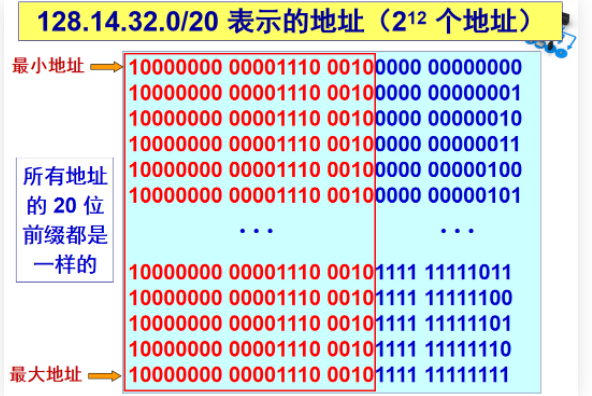 128.14.32.0/20 表示的地址（2¹² 个地址）
最小地址
10000000 00001110 00100000 00000000
10000000 00001110 00100000 00000001
10000000 00001110 00100000 00000010
10000000 00001110 00100000 00000011
10000000 00001110 00100000 00000100
10000000 00001110 00100000 00000101
所有地址
的 20 位
前缀都是
一样的
··· ···
10000000 00001110 00101111 11111011
10000000 00001110 00101111 11111100
10000000 00001110 00101111 11111101
10000000 00001110 00101111 11111110
最大地址
10000000 00001110 00101111 11111111